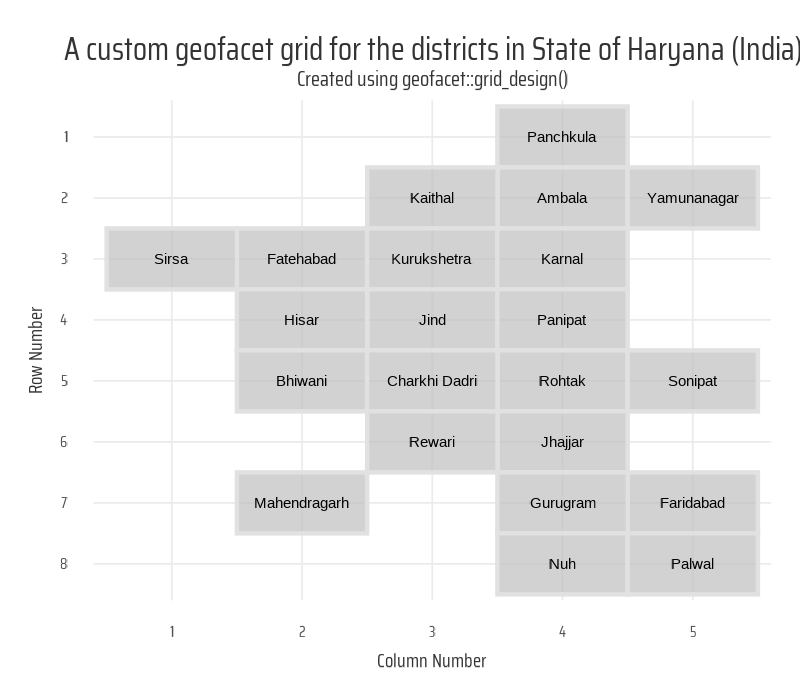 A custom geofacet grid for the districts in State of Haryana (India)
Created using geofacet::grid_design()
1 Panchkula
2 Kaithal Ambala Yamunanagar
3 Sirsa Fatehabad Kurukshetra Karnal
Row Number
4 Hisar Jind Panipat
5 Bhiwani Charkhi Dadri Rohtak Sonipat
6 Rewari Jhajjar
7 Mahendragarh Gurugram Faridabad
8 Nuh Palwal
1 2 3 4 5
Column Number